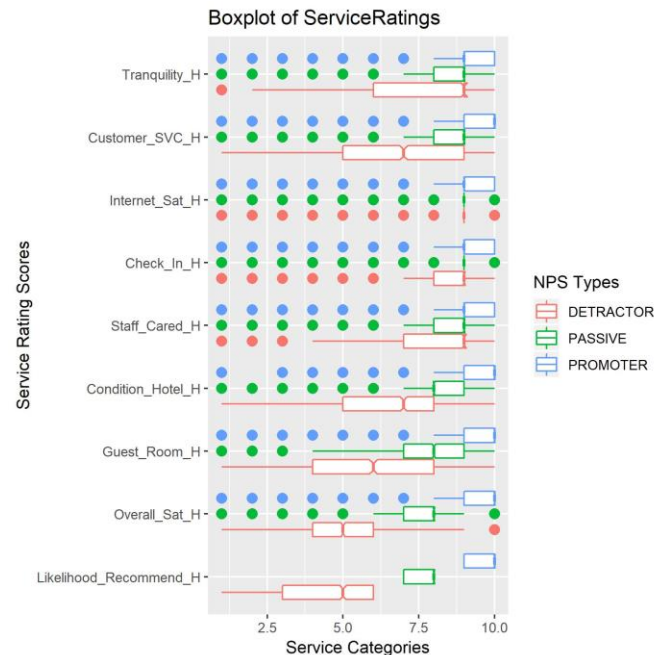 Boxplot of ServiceRatings
Service Rating Scores
Tranquility_H
Customer_SVC_H
Internet_Sat_H
Check_In_H
Staff_Cared_H
Condition_Hotel_H
Guest_Room_H
Overall_Sat_H
Likelihood_Recommend_H
2.5 5.0 7.5 10.0
Service Categories
NPS Types
DETRACTOR
PASSIVE
PROMOTER